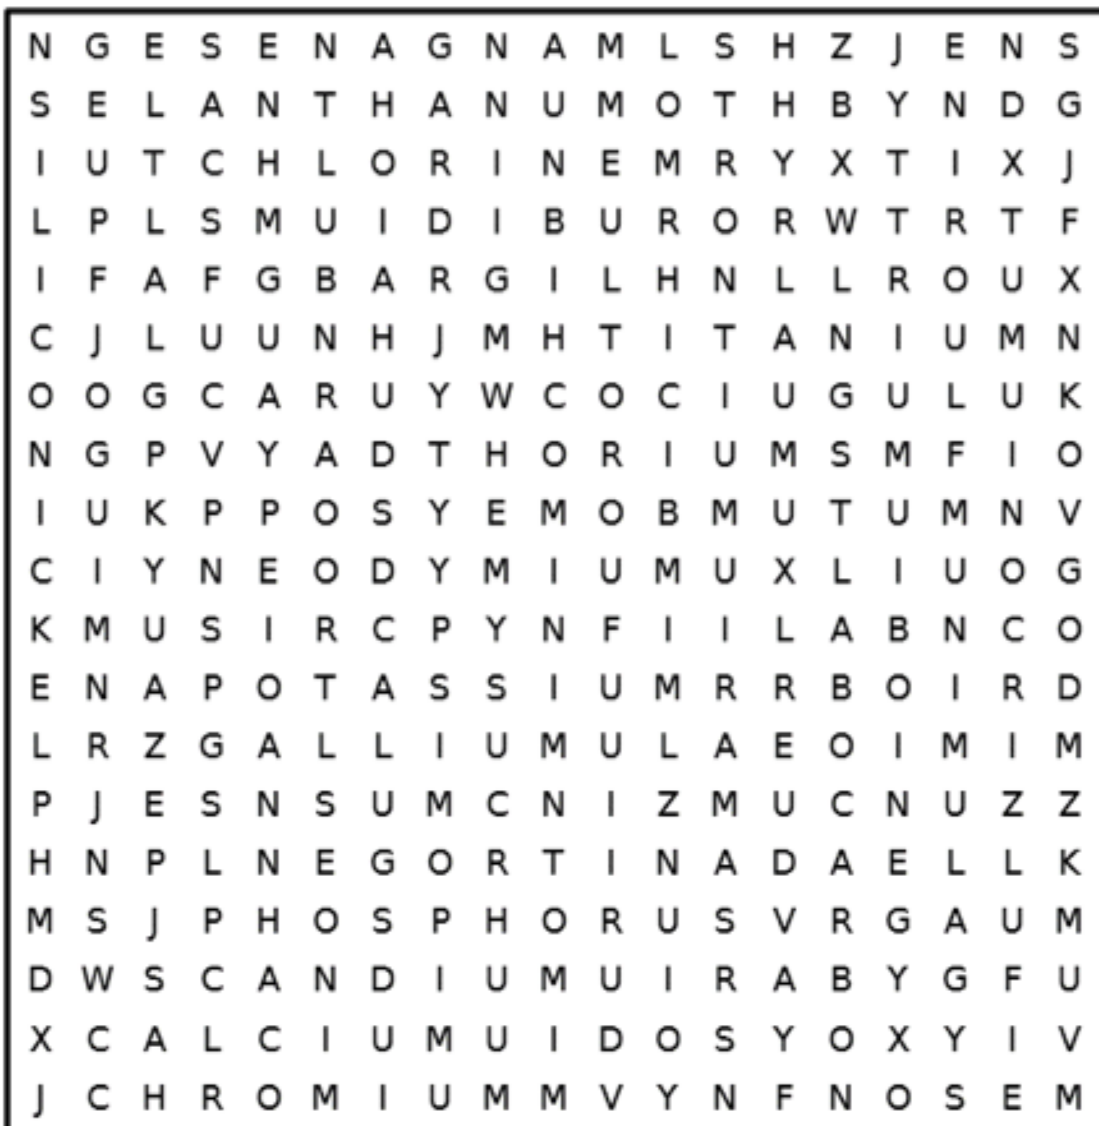 N G E S E N A G N A M L S H Z J E N S
S E L A N T H A N U M O T H B Y N D G
I U T C H L O R I N E M R Y X T I X J
L P L S M U I D I B U R O R W T R T F
I F A F G B A R G I L H N L L R O U X
C J L U U N H J M H T I T A N I U M N
O O G C A R U Y W C O C I U G U L U K
N G P V Y A D T H O R I U M S M F I O
I U K P P O S Y E M O B M U T U M N V
C I Y N E O D Y M I U M U X L I U O G
K M U S I R C P Y N F I I L A B N C O
E N A P O T A S S I U M R R B O I R D
L R Z G A L L I U M U L A E O I M I M
P J E S N S U M C N I Z M U C N U Z Z
H N P L N E G O R T I N A D A E L L K
M S J P H O S P H O R U S V R G A U M
D W S C A N D I U M U I R A B Y G F U
X C A L C I U M U I D O S Y O X Y I V
J C H R O M I U M M V Y N F N O S E M